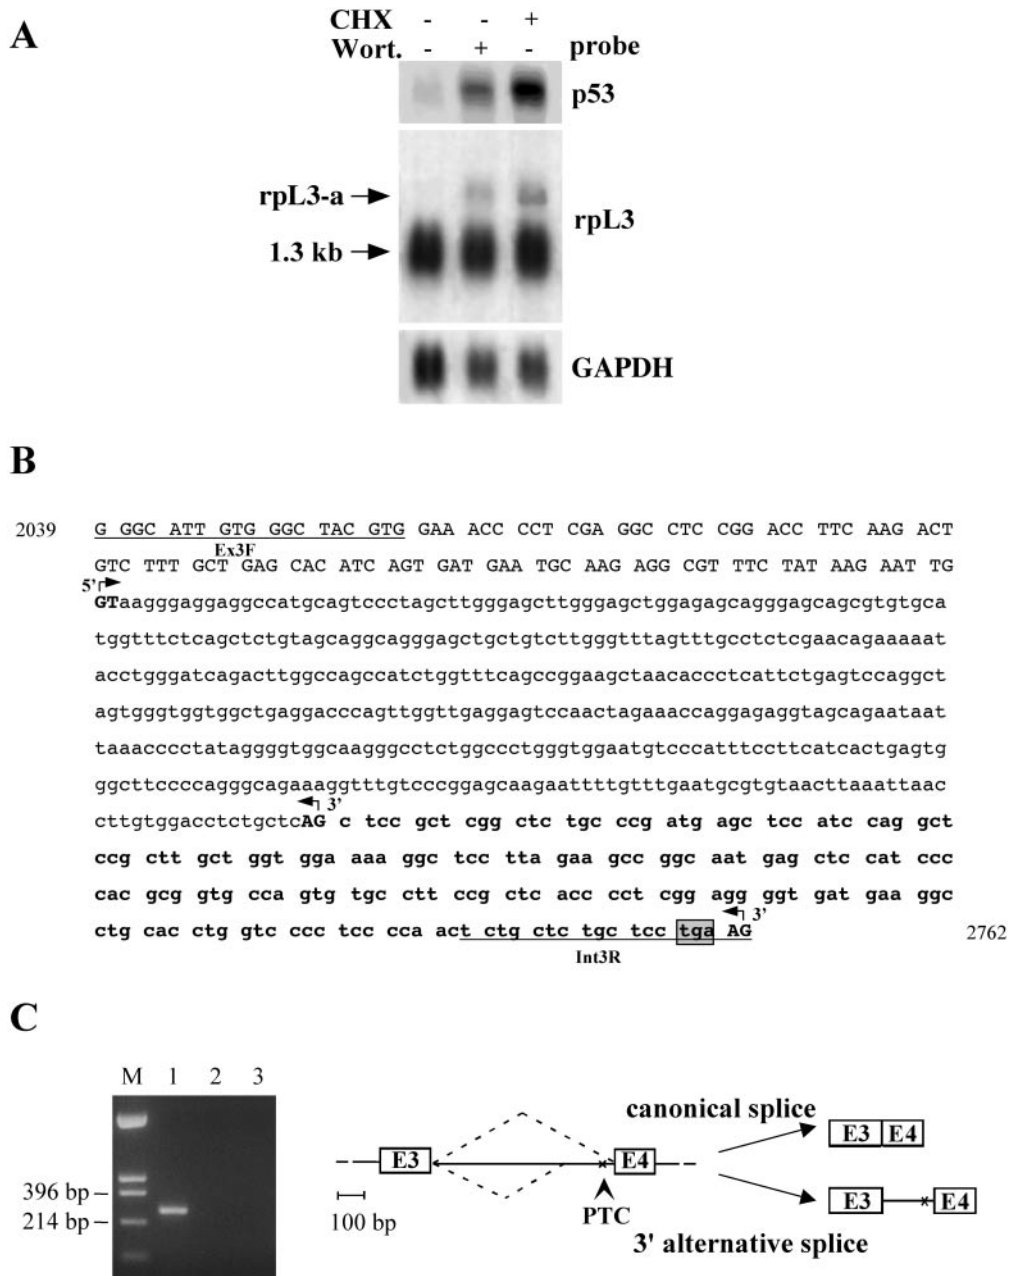 A
CHX - - +
Wort. - + - probe
p53
rpL3-a
rpL3
1.3 kb
GAPDH
B
2039 G GGC ATT GTG GGC TAC GTG GAA ACC CCT CGA GGC CTC CGG ACC TTC AAG ACT
Ex3F
GTC TTT GCT GAG CAC ATC AGT GAT GAA TGC AAG AGG CGT TTC TAT AAG AAT TG
5'
GTaagggaggaggccatgcagtccctagcttgggagcttgggagctggagagcagggagcagcgtgtgca
tggtttctcagctctgtagcaggcagggagctgctgtcttgggtttagtttgcctctcgaacagaaaaat
acctgggatcagacttggccagccatctggtttcagccggaagctaacaccctcattctgagtccaggct
agtgggtggtggctgaggacccagttggttgaggagtccaactagaaaccaggagaggtagcagaataat
taaacccctataggggtggcaagggcctctggccctgggtggaatgtcccatttccttcatcactgagtg
ggcttccccagggcagaaaggtttgtcccggagcaagaattttgtttgaatgcgtgtaacttaaattaac
3'
cttgtggacctctgctcAG c tcc gct cgg ctc tgc ccg atg agc tcc atc cag gct
ccg ctt gct ggt gga aaa ggc tcc tta gaa gcc ggc aat gag ctc cat ccc
cac gcg gtg cca gtg tgc ctt ccg ctc acc cct cgg agg ggt gat gaa ggc
3'
ctg cac ctg gtc ccc tcc cca act ctg ctc tgc tcc tga AG 2762
Int3R
C
M 1 2 3
396 bp
214 bp
E3 E4
100 bp
PTC
canonical splice
E3 E4
E3 E4
3' alternative splice